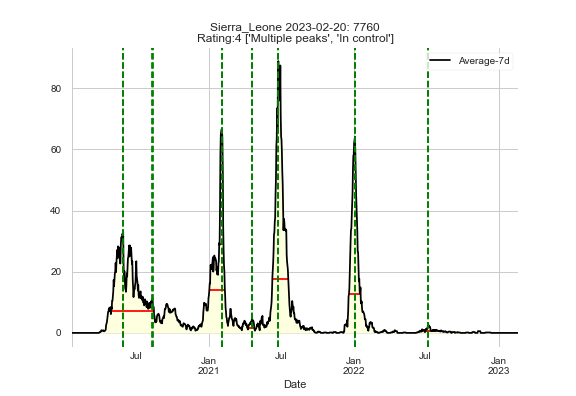 Sierra_Leone 2023-02-20: 7760
Rating:4 ['Multiple peaks', 'In control']
Average-7d
80
60
40
20
0
Jul
Jan
2021
Jul
Jan
2022
Jul
Jan
2023
Date